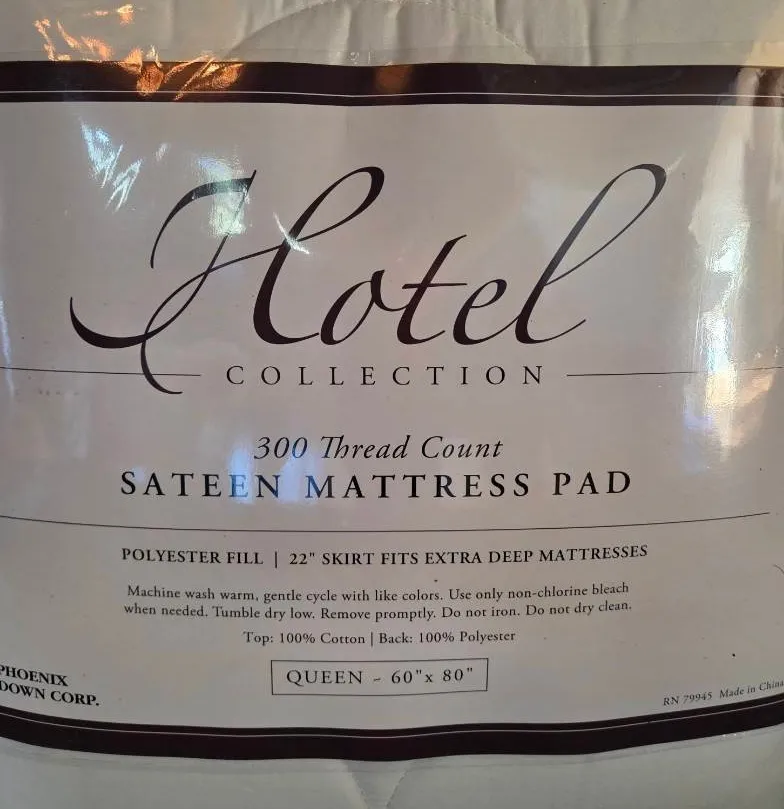 Hotel
COLLECTION
300 Thread Count
SATEEN MATTRESS PAD
POLYESTER FILL | 22" SKIRT FITS EXTRA DEEP MATTRESSES
Machine wash warm, gentle cycle with like colors. Use only non-chlorine bleach
when needed. Tumble dry low. Remove promptly. Do not iron. Do not dry clean.
Top: 100% Cotton | Back: 100% Polyester
QUEEN ~ 60"x 80"
PHOENIX
DOWN CORP.
RN 79945 Made in China